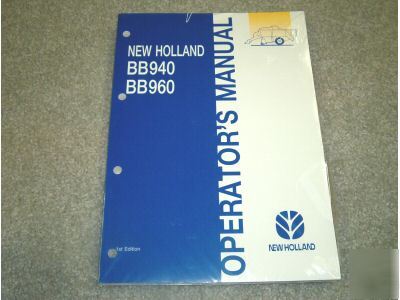 NEW HOLLAND
BB940
BB960
OPERATOR'S MANUAL
1st Edition
NEW HOLLAND